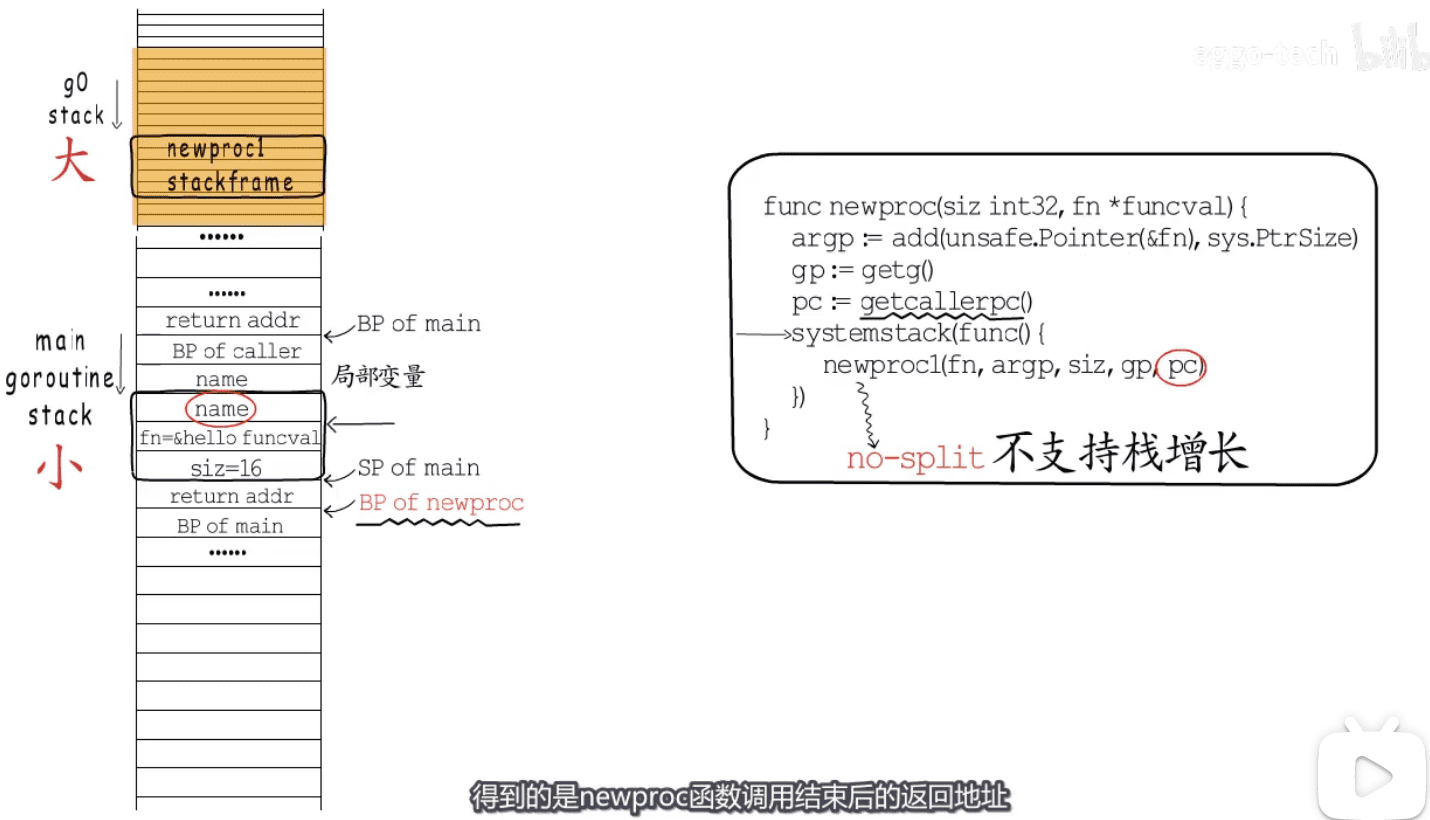 eggo-tech
g0
stack
大
newproc1
stackframe
••••••
••••••
return addr
BP of main
BP of caller
main
goroutine
stack
小
name
局部变量
name
fn=&hello funcval
siz=16
SP of main
return addr
BP of newproc
BP of main
••••••
func newproc(siz int32, fn *funcval) {
argp := add(unsafe.Pointer(&fn), sys.PtrSize)
gp := getg()
pc := getcallerpc()
systemstack(func() {
newproc1(fn, argp, siz, gp, pc)
})
}
no-split 不支持栈增长
得到的是newproc函数调用结束后的返回地址